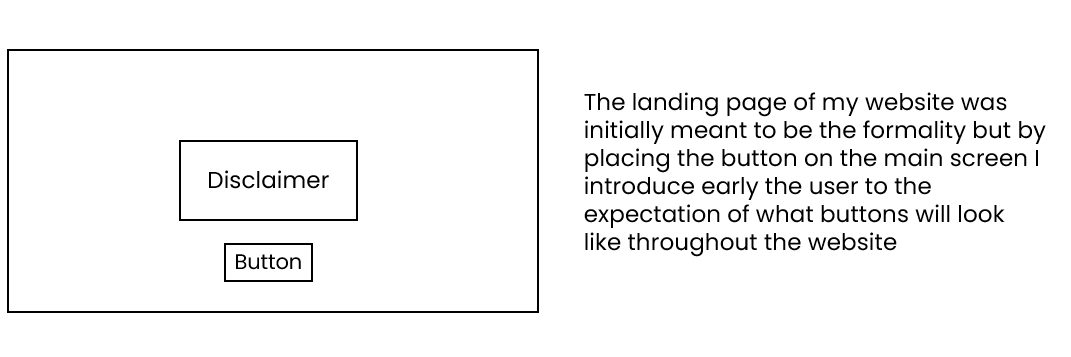 Disclaimer
Button
The landing page of my website was
initially meant to be the formality but by
placing the button on the main screen I
introduce early the user to the
expectation of what buttons will look
like throughout the website